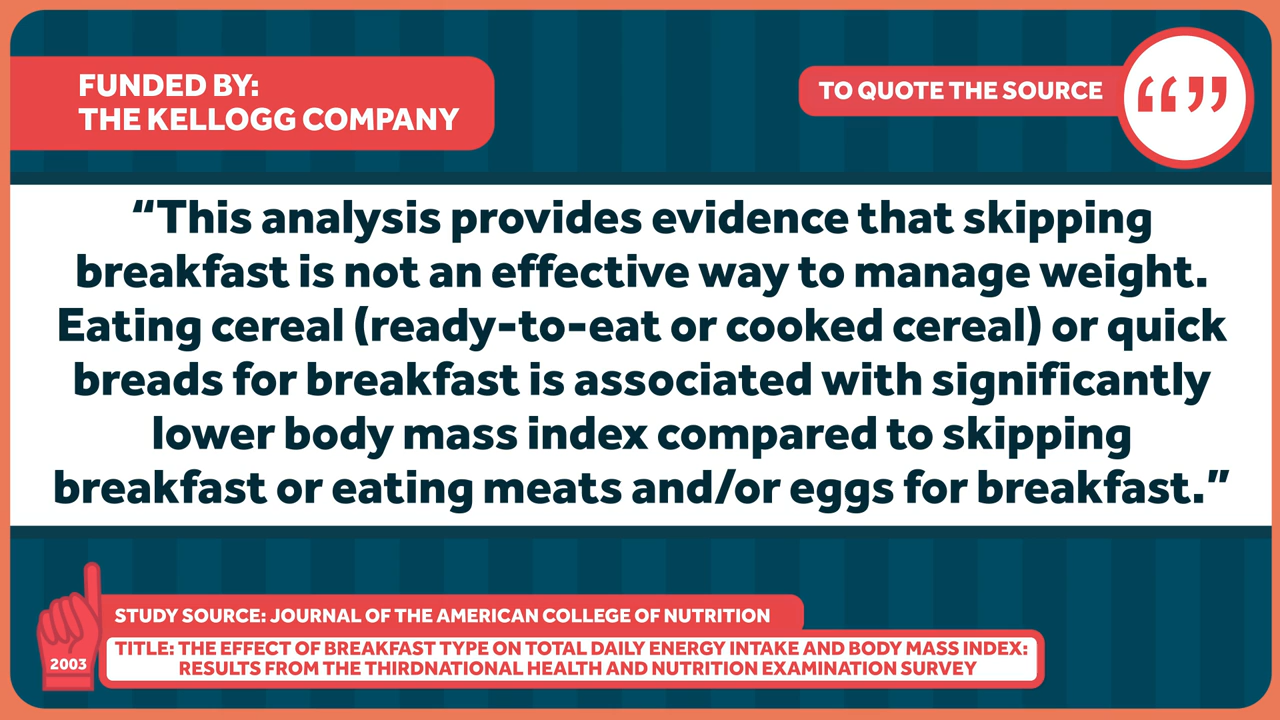 FUNDED BY:
THE KELLOGG COMPANY
TO QUOTE THE SOURCE
“”
“This analysis provides evidence that skipping
breakfast is not an effective way to manage weight.
Eating cereal (ready-to-eat or cooked cereal) or quick
breads for breakfast is associated with significantly
lower body mass index compared to skipping
breakfast or eating meats and/or eggs for breakfast.”
STUDY SOURCE: JOURNAL OF THE AMERICAN COLLEGE OF NUTRITION
TITLE: THE EFFECT OF BREAKFAST TYPE ON TOTAL DAILY ENERGY INTAKE AND BODY MASS INDEX:
RESULTS FROM THE THIRDNATIONAL HEALTH AND NUTRITION EXAMINATION SURVEY
2003